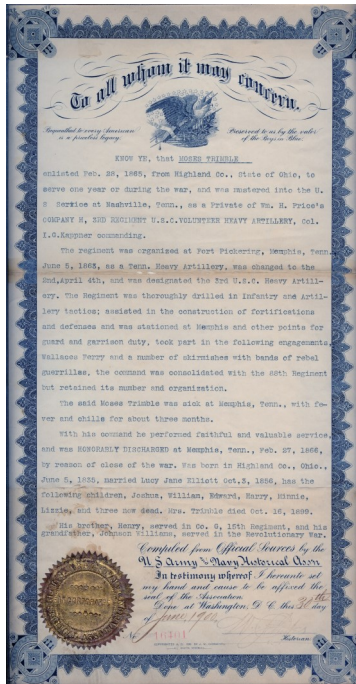 To all whom it may concern.
Bequeathed to every American
as a priceless legacy.
Preserved to us by the valor
of the Boys in Blue.
KNOW YE, that MOSES TRIMBLE
enlisted Feb. 28, 1865, from Highland Co., State of Ohio, to
serve one year or during the war, and was mustered into the U.
S Service at Nashville, Tenn., as a Private of Wm. H. Price's
COMPANY M, 3RD REGIMENT U.S.C.VOLUNTEER HEAVY ARTILLERY, Col.
I.G.Kappner commanding.
The regiment was organized at Fort Pickering, Memphis, Tenn.
June 5, 1863, as a Tenn. Heavy Artillery, was changed to the
2nd,April 4th, and was designated the 3rd U.S.C. Heavy Artill-
ery. The Regiment was thoroughly drilled in Infantry and Artil-
lery tactics; assisted in the construction of fortifications
and defenses and was stationed at Memphis and other points for
guard and garrison duty, took part in the following engagements,
Wallaces Ferry and a number of skirmishes with bands of rebel
guerrilles, the command was consolidated with the 88th Regiment
but retained its number and organization.
The said Moses Trimble was sick at Memphis, Tenn., with fe-
ver and chills for about three months.
With his command he performed faithful and valuable service,
and was HONORABLY DISCHARGED at Memphis, Tenn., Feb. 27, 1866,
by reason of close of the war. Was born in Highland Co., Ohio.,
June 5, 1835, married Lucy Jane Elliott Oct.3, 1856, has the
following children, Joshua, William, Edward, Harry, Minnie,
Lizzie, and three now dead. Mrs. Trimble died Oct. 16, 1889.
His brother, Henry, served in Co. G, 15th Regiment, and his
grandfather, Johnson Williams, served in the Revolutionary War.
Compiled from Official Sources by the
U S Army & Navy Historical Assn
In testimony whereof I hereunto set
my hand and cause to be affixed the
seal of the Association
Done at Washington, D. C. this 30th day
of June, 1900
Historian.